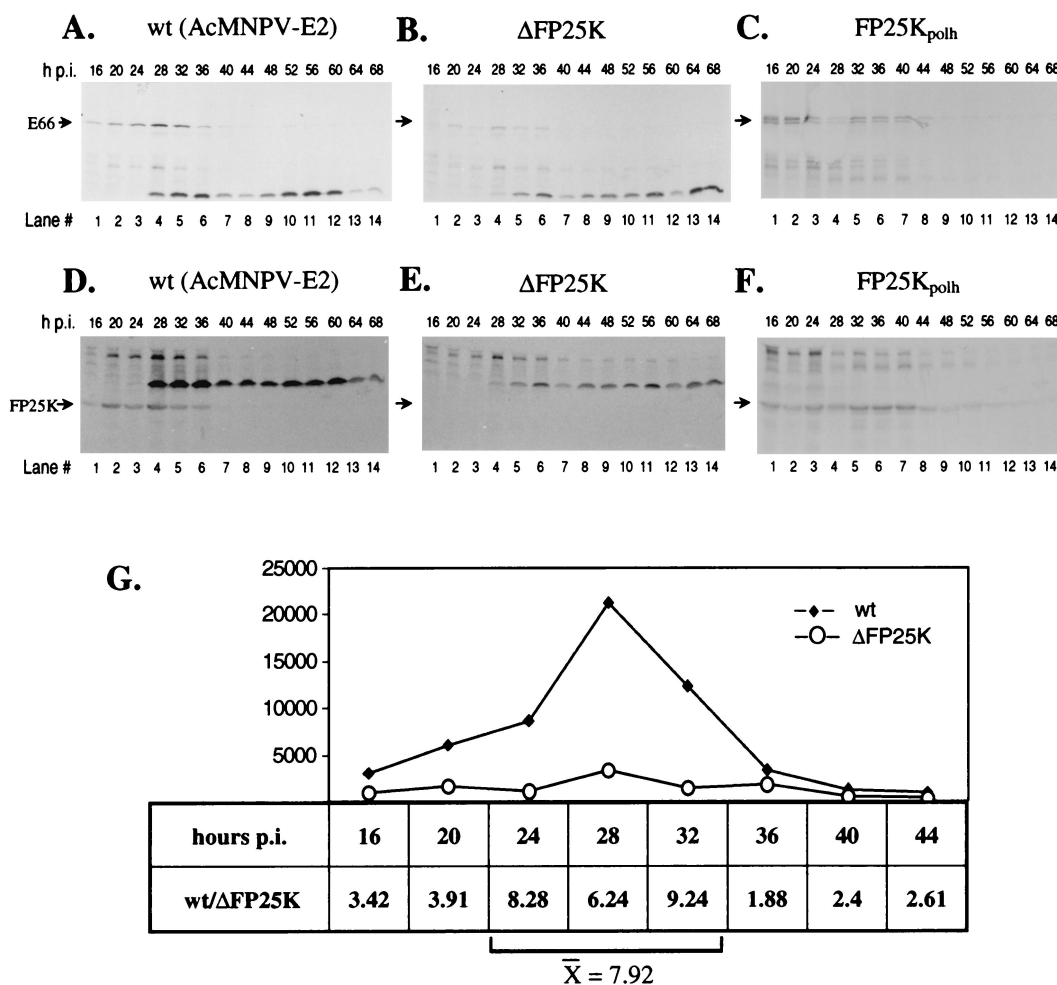 A. wt (AcMNPV-E2)
h p.i. 16 20 24 28 32 36 40 44 48 52 56 60 64 68
E66
Lane # 1 2 3 4 5 6 7 8 9 10 11 12 13 14
B. ΔFP25K
16 20 24 28 32 36 40 44 48 52 56 60 64 68
1 2 3 4 5 6 7 8 9 10 11 12 13 14
C. FP25Kpolh
16 20 24 28 32 36 40 44 48 52 56 60 64 68
1 2 3 4 5 6 7 8 9 10 11 12 13 14
D. wt (AcMNPV-E2)
h p.i. 16 20 24 28 32 36 40 44 48 52 56 60 64 68
FP25K
Lane # 1 2 3 4 5 6 7 8 9 10 11 12 13 14
E. ΔFP25K
16 20 24 28 32 36 40 44 48 52 56 60 64 68
1 2 3 4 5 6 7 8 9 10 11 12 13 14
F. FP25Kpolh
16 20 24 28 32 36 40 44 48 52 56 60 64 68
1 2 3 4 5 6 7 8 9 10 11 12 13 14
G.
25000
20000
15000
10000
5000
wt
ΔFP25K
hours p.i. 16 20 24 28 32 36 40 44
wt/ΔFP25K 3.42 3.91 8.28 6.24 9.24 1.88 2.4 2.61
X̄ = 7.92